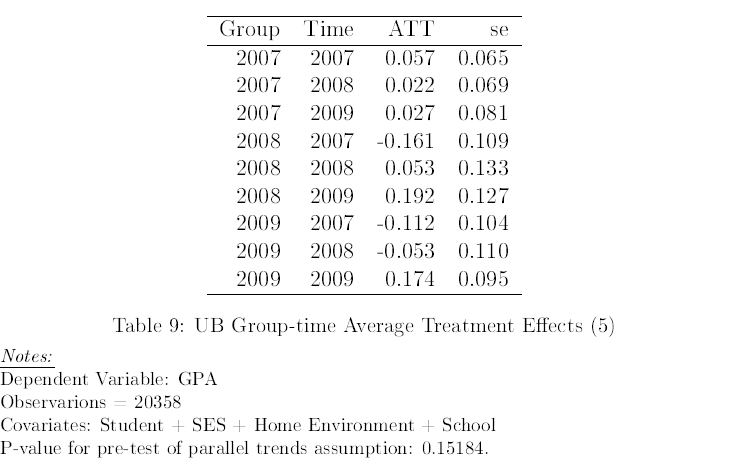 Group Time ATT se
2007 2007 0.057 0.065
2007 2008 0.022 0.069
2007 2009 0.027 0.081
2008 2007 -0.161 0.109
2008 2008 0.053 0.133
2008 2009 0.192 0.127
2009 2007 -0.112 0.104
2009 2008 -0.053 0.110
2009 2009 0.174 0.095
Table 9: UB Group-time Average Treatment Effects (5)
Notes:
Dependent Variable: GPA
Observarions = 20358
Covariates: Student + SES + Home Environment + School
P-value for pre-test of parallel trends assumption: 0.15184.